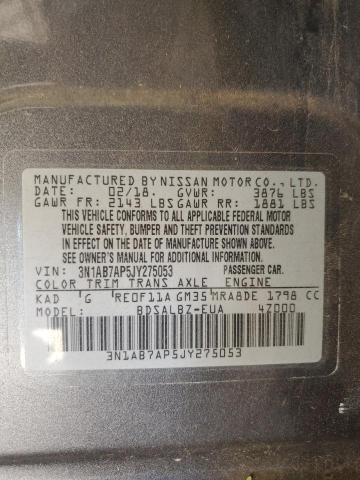 MANUFACTURED BY NISSAN MOTOR CO., LTD.
DATE: 02/18. GVWR: 3876 LBS
GAWR FR: 2143 LBS GAWR RR: 1881 LBS
THIS VEHICLE CONFORMS TO ALL APPLICABLE FEDERAL MOTOR
VEHICLE SAFETY, BUMPER AND THEFT PREVENTION STANDARDS
IN EFFECT ON THE DATE OF MANUFACTURE SHOWN ABOVE.
SEE OWNER'S MANUAL FOR ADDITIONAL INFORMATION.
VIN: 3N1AB7AP5JY275053 PASSENGER CAR.
COLOR TRIM TRANS AXLE ENGINE
KAD G RE0F11A GM35 MRA8DE 1798 CC
MODEL: BDSALBZ-EUA 47000
3N1AB7AP5JY275053